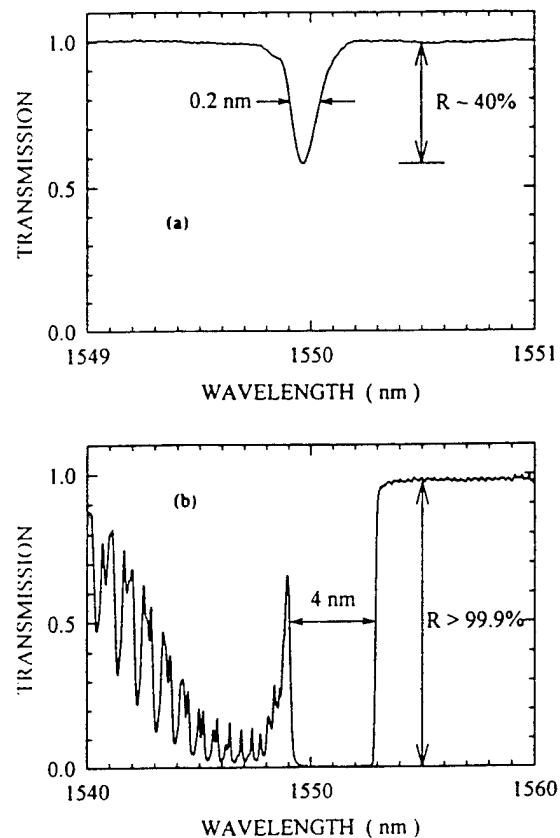 1.0
0.2 nm
R ~ 40%
0.5
(a)
0.0
1549
1550
1551
TRANSMISSION
WAVELENGTH ( nm )
1.0
(b)
4 nm
R > 99.9%
0.5
0.0
1540
1550
1560
TRANSMISSION
WAVELENGTH ( nm )